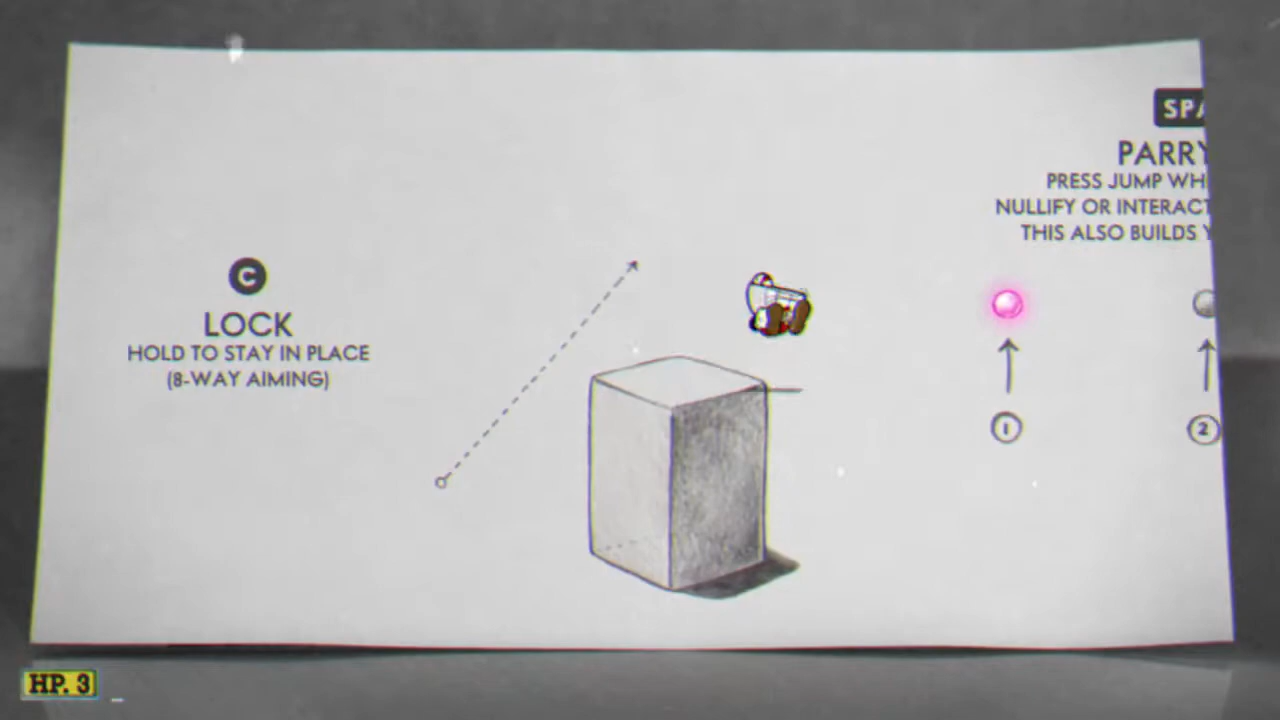 C
LOCK
HOLD TO STAY IN PLACE
(8-WAY AIMING)
SPA
PARRY
PRESS JUMP WH
NULLIFY OR INTERACT
THIS ALSO BUILDS Y
1
2
HP. 3